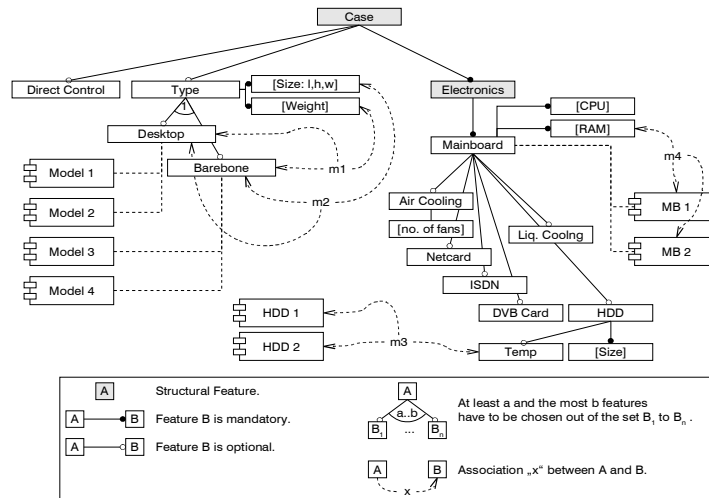 Case
Direct Control
Type
[Size: l,h,w]
[Weight]
Electronics
[CPU]
[RAM]
1
Desktop
Mainboard
Barebone
m1
m4
Model 1
m2
Air Cooling
MB 1
Model 2
[no. of fans]
Liq. Coolng
Model 3
Netcard
MB 2
Model 4
ISDN
HDD 1
DVB Card
HDD
HDD 2
m3
Temp
[Size]
A
Structural Feature.
A
B
Feature B is mandatory.
A
B
Feature B is optional.
A
a..b
B1
...
Bn
At least a and the most b features
have to be chosen out of the set B1 to Bn .
A
B
x
Association „x“ between A and B.